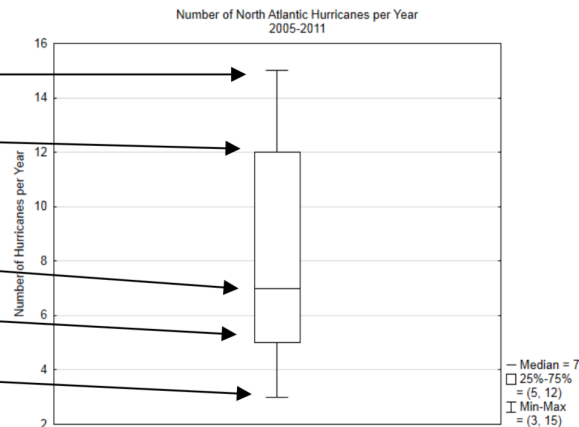 Number of North Atlantic Hurricanes per Year
2005-2011
Number of Hurricanes per Year
16
14
12
10
8
6
4
2
Median = 7
25%-75%
= (5, 12)
Min-Max
= (3, 15)